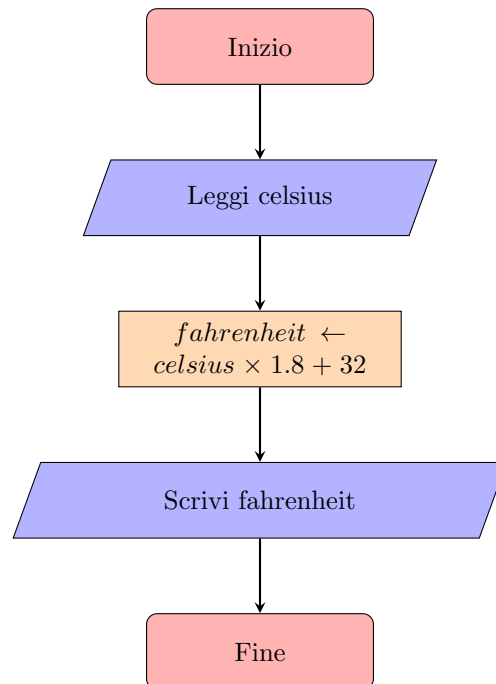 Inizio
Leggi celsius
fahrenheit ←
celsius × 1.8 + 32
Scrivi fahrenheit
Fine